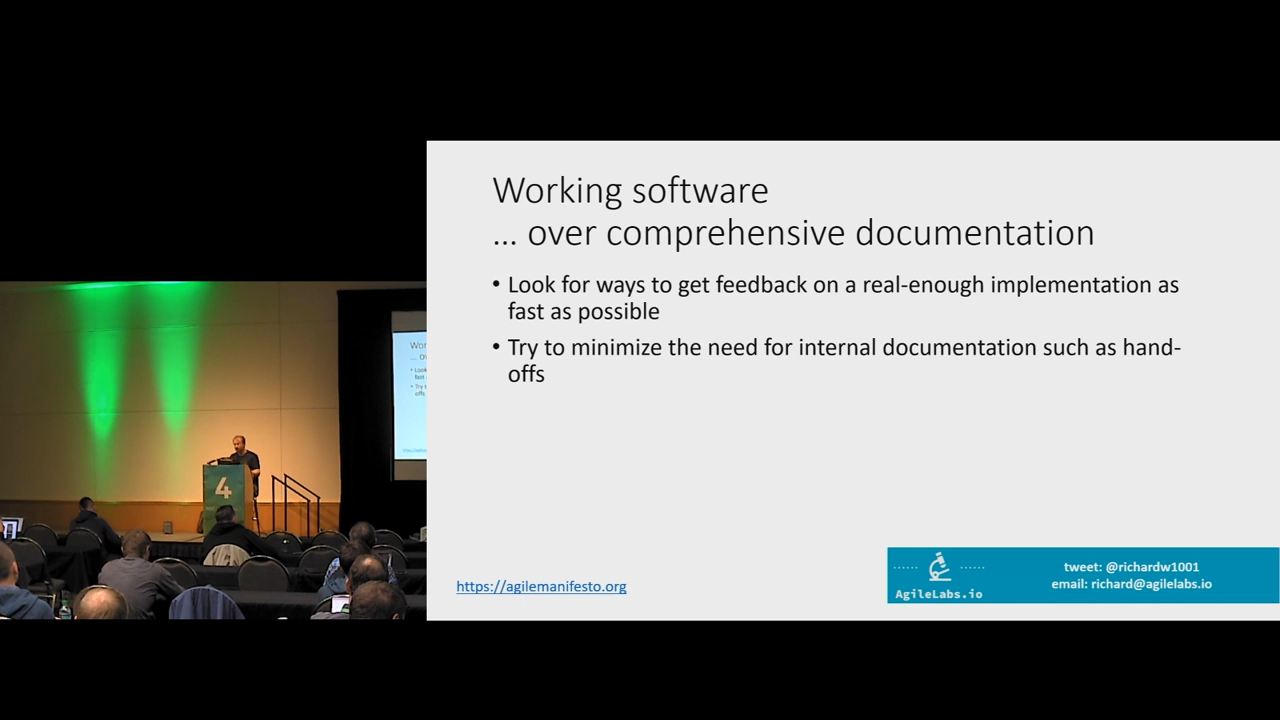 Working software
... over comprehensive documentation
• Look for ways to get feedback on a real-enough implementation as
fast as possible
• Try to minimize the need for internal documentation such as hand-
offs
https://agilemanifesto.org
AgileLabs.io
tweet: @richardw1001
email: richard@agilelabs.io
4